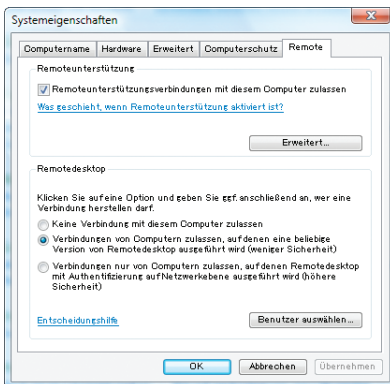 Systemeigenschaften
Computername Hardware Erweitert Computerschutz Remote
Remoteunterstützung
Remoteunterstützungsverbindungen mit diesem Computer zulassen
Was geschieht, wenn Remoteunterstützung aktiviert ist?
Erweitert...
Remotedesktop
Klicken Sie auf eine Option und geben Sie ggf. anschließend an, wer eine
Verbindung herstellen darf.
Keine Verbindung mit diesem Computer zulassen
Verbindungen von Computern zulassen, auf denen eine beliebige
Version von Remotedesktop ausgeführt wird (weniger Sicherheit)
Verbindungen nur von Computern zulassen, auf denen Remotedesktop
mit Authentifizierung auf Netzwerkebene ausgeführt wird (höhere
Sicherheit)
Entscheidungshilfe
Benutzer auswählen...
OK Abbrechen Übernehmen